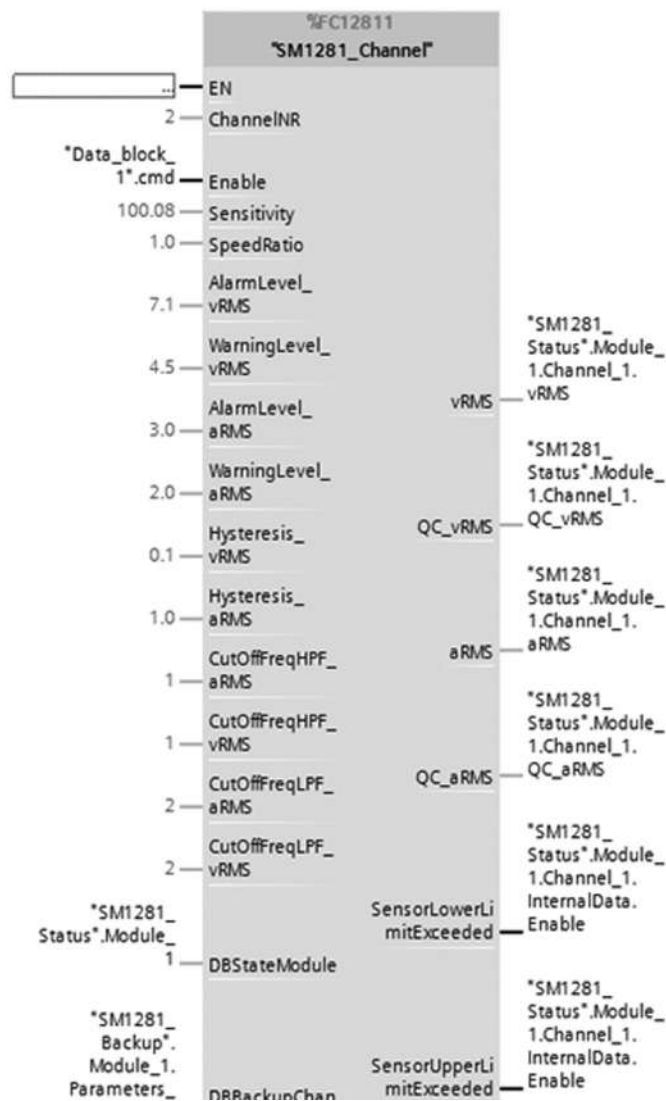 %FC12811
"SM1281_Channel"
... EN
2 ChannelNR
"Data_block_
1".cmd Enable
100.08 Sensitivity
1.0 SpeedRatio
AlarmLevel_
7.1 vRMS
WarningLevel_
4.5 vRMS
AlarmLevel_
3.0 aRMS
WarningLevel_
2.0 aRMS
Hysteresis_
0.1 vRMS
Hysteresis_
1.0 aRMS
CutOffFreqHPF_
1 aRMS
CutOffFreqHPF_
1 vRMS
CutOffFreqLPF_
2 aRMS
CutOffFreqLPF_
2 vRMS
"SM1281_
Status".Module_
1 DBStateModule
"SM1281_
Backup".
Module_1.
Parameters_
DBBackupChan
vRMS
"SM1281_
Status".Module_
1.Channel_1.
vRMS
QC_vRMS
"SM1281_
Status".Module_
1.Channel_1.
QC_vRMS
aRMS
"SM1281_
Status".Module_
1.Channel_1.
aRMS
QC_aRMS
"SM1281_
Status".Module_
1.Channel_1.
QC_aRMS
SensorLowerLi
mitExceeded
"SM1281_
Status".Module_
1.Channel_1.
InternalData.
Enable
SensorUpperLi
mitExceeded
"SM1281_
Status".Module_
1.Channel_1.
InternalData.
Enable